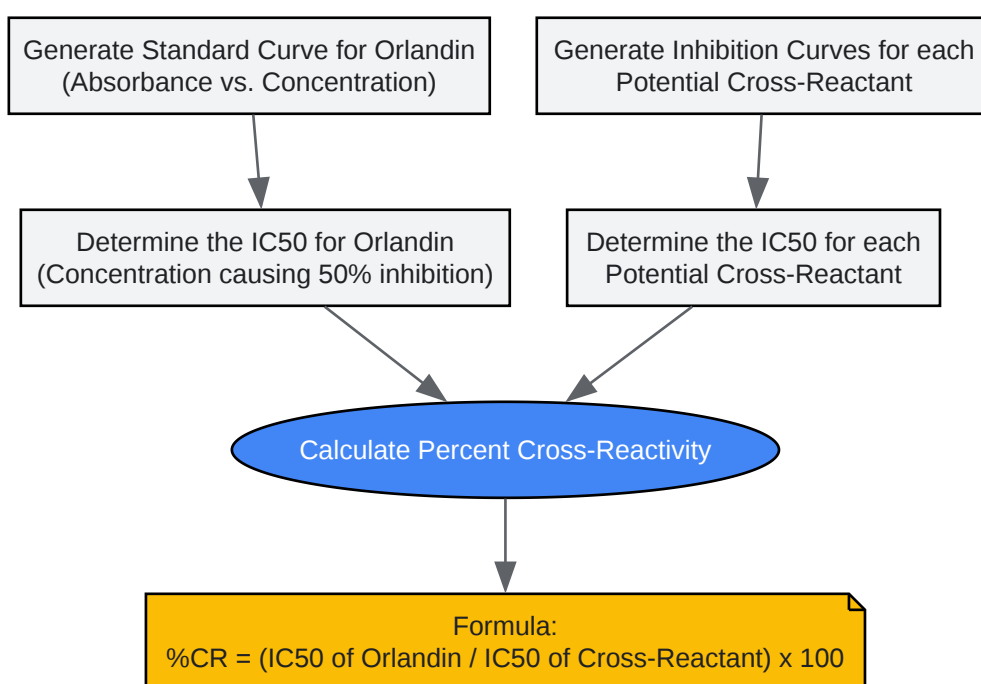 Generate Standard Curve for Orlandin
(Absorbance vs. Concentration)
Generate Inhibition Curves for each
Potential Cross-Reactant
Determine the IC50 for Orlandin
(Concentration causing 50% inhibition)
Determine the IC50 for each
Potential Cross-Reactant
Calculate Percent Cross-Reactivity
Formula:
%CR = (IC50 of Orlandin / IC50 of Cross-Reactant) x 100